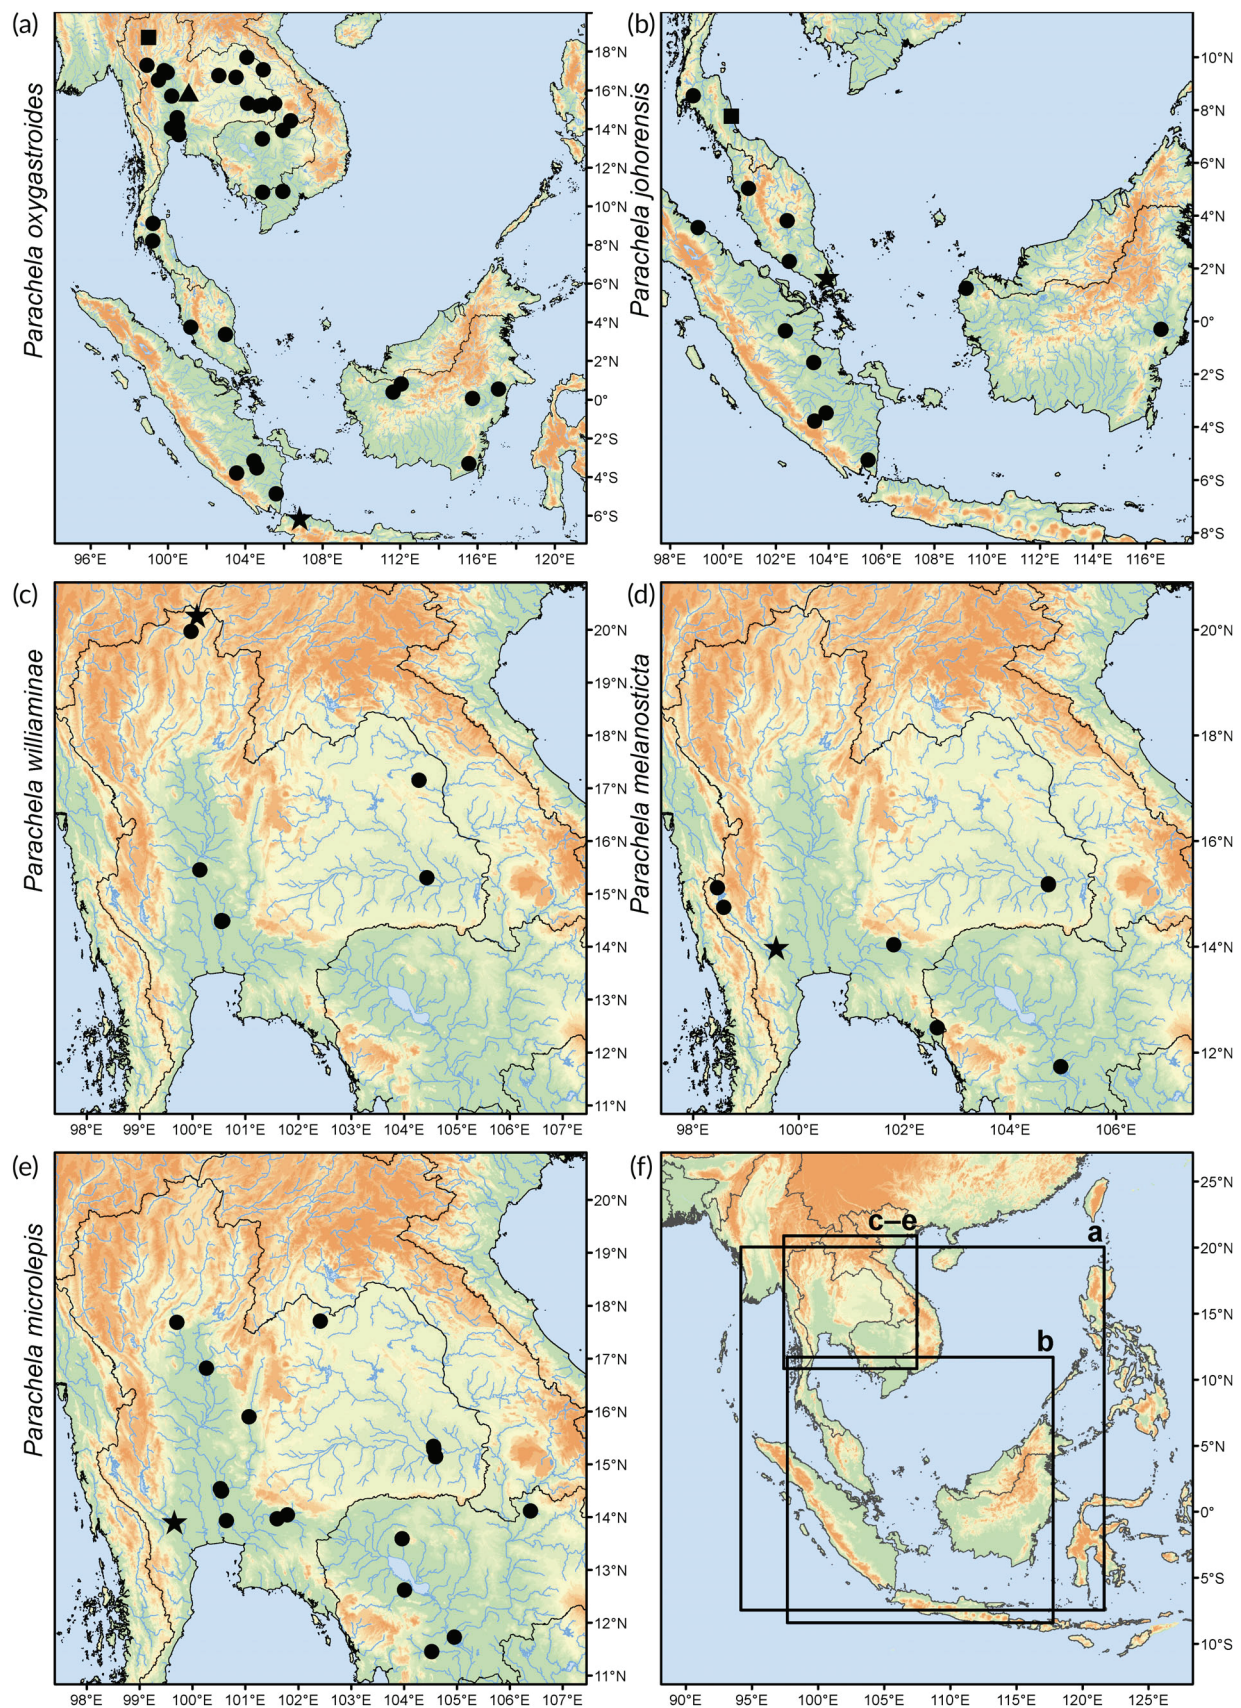 (a)
Parachela oxygastroides
18°N
16°N
14°N
12°N
10°N
8°N
6°N
4°N
2°N
0°
2°S
4°S
6°S
96°E 100°E 104°E 108°E 112°E 116°E 120°E
(b)
Parachela johorensis
10°N
8°N
6°N
4°N
2°N
0°
2°S
4°S
6°S
8°S
98°E 100°E 102°E 104°E 106°E 108°E 110°E 112°E 114°E 116°E
(c)
Parachela williaminae
20°N
19°N
18°N
17°N
16°N
15°N
14°N
13°N
12°N
11°N
98°E 99°E 100°E 101°E 102°E 103°E 104°E 105°E 106°E 107°E
(d)
Parachela melanosticta
20°N
18°N
16°N
14°N
12°N
98°E 100°E 102°E 104°E 106°E
(e)
Parachela microlepis
20°N
19°N
18°N
17°N
16°N
15°N
14°N
13°N
12°N
11°N
98°E 99°E 100°E 101°E 102°E 103°E 104°E 105°E 106°E 107°E
(f)
c–e
a
b
25°N
20°N
15°N
10°N
5°N
0°
5°S
10°S
90°E 95°E 100°E 105°E 110°E 115°E 120°E 125°E